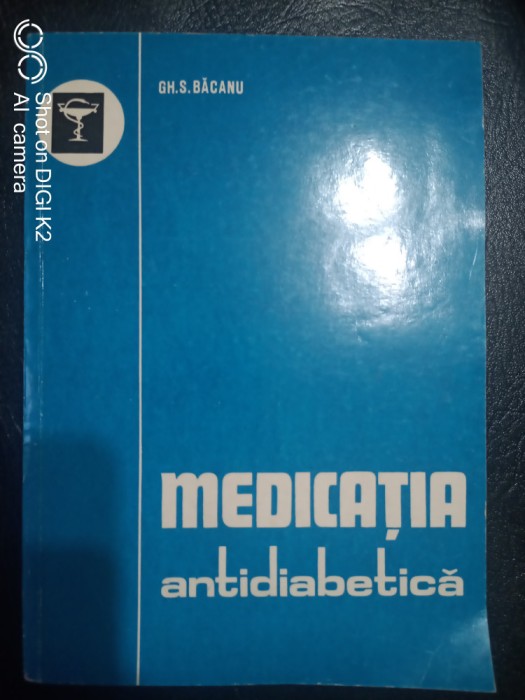 GH.S.BĂCANU
MEDICAȚIA
antidiabetică
Shot on DIGI K2
AI camera